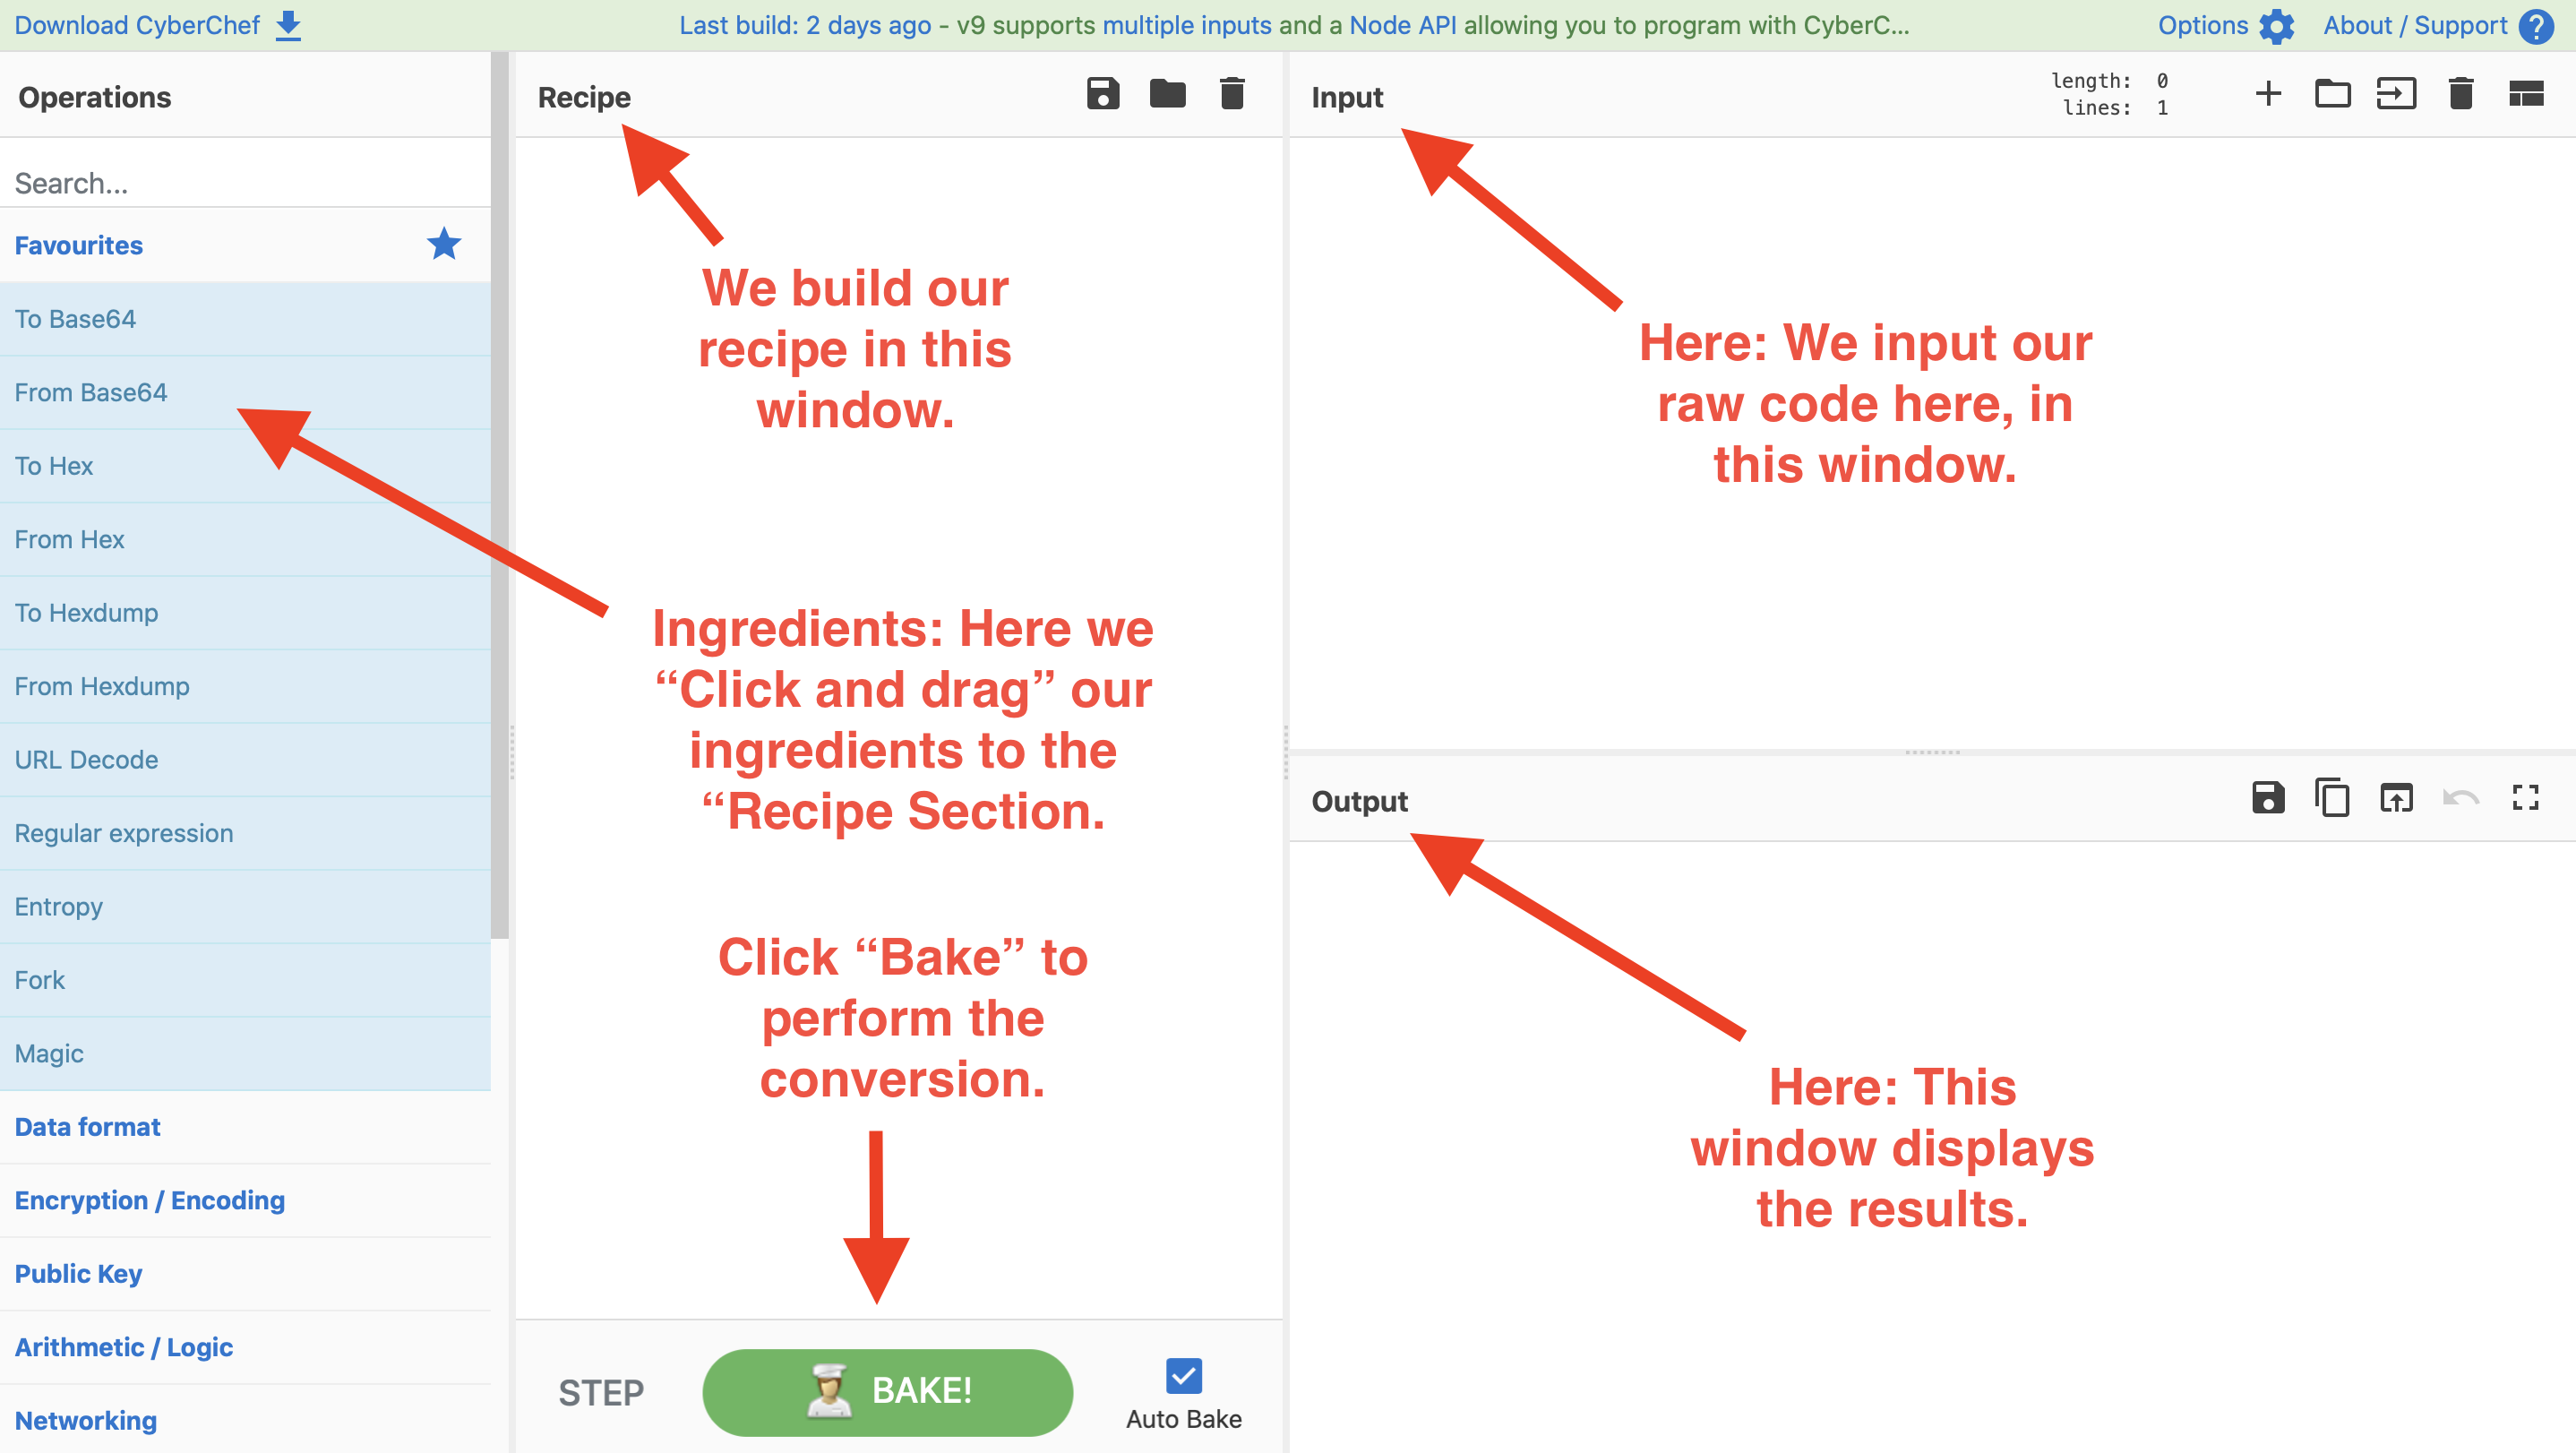 Download CyberChef
Last build: 2 days ago - v9 supports multiple inputs and a Node API allowing you to program with CyberC...
Options
About / Support
Operations
Search...
Favourites
To Base64
From Base64
To Hex
From Hex
To Hexdump
From Hexdump
URL Decode
Regular expression
Entropy
Fork
Magic
Data format
Encryption / Encoding
Public Key
Arithmetic / Logic
Networking
Recipe
We build our
recipe in this
window.
Ingredients: Here we
“Click and drag” our
ingredients to the
“Recipe Section.
Click “Bake” to
perform the
conversion.
STEP
BAKE!
Auto Bake
Input
length: 0
lines: 1
Here: We input our
raw code here, in
this window.
Output
Here: This
window displays
the results.